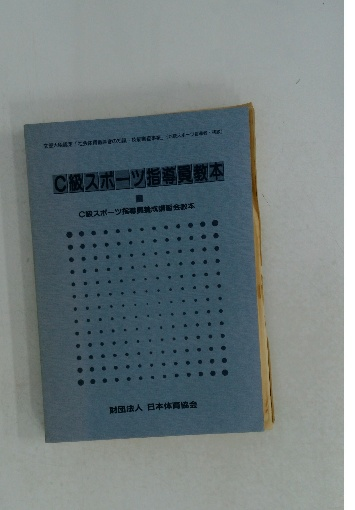 C級スポーツ指導員教本
C級スポーツ指導員養成講習会教本
財団法人 日本体育協会